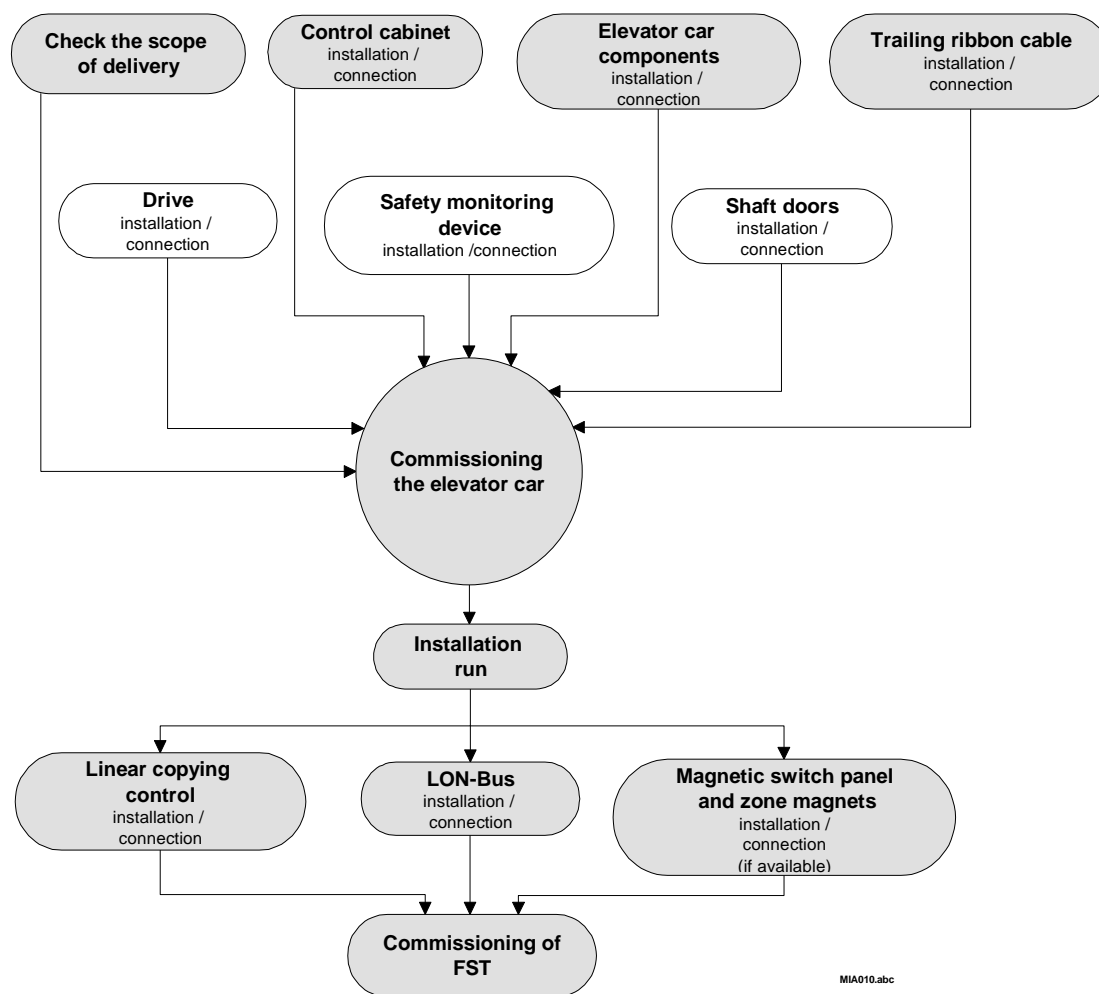 Check the scope
of delivery
Control cabinet
installation /
connection
Elevator car
components
installation /
connection
Trailing ribbon cable
installation /
connection
Drive
installation /
connection
Safety monitoring
device
installation /connection
Shaft doors
installation /
connection
Commissioning
the elevator car
Installation
run
Linear copying
control
installation /
connection
LON-Bus
installation /
connection
Magnetic switch panel
and zone magnets
installation /
connection
(if available)
Commissioning of
FST
MIA010.abc